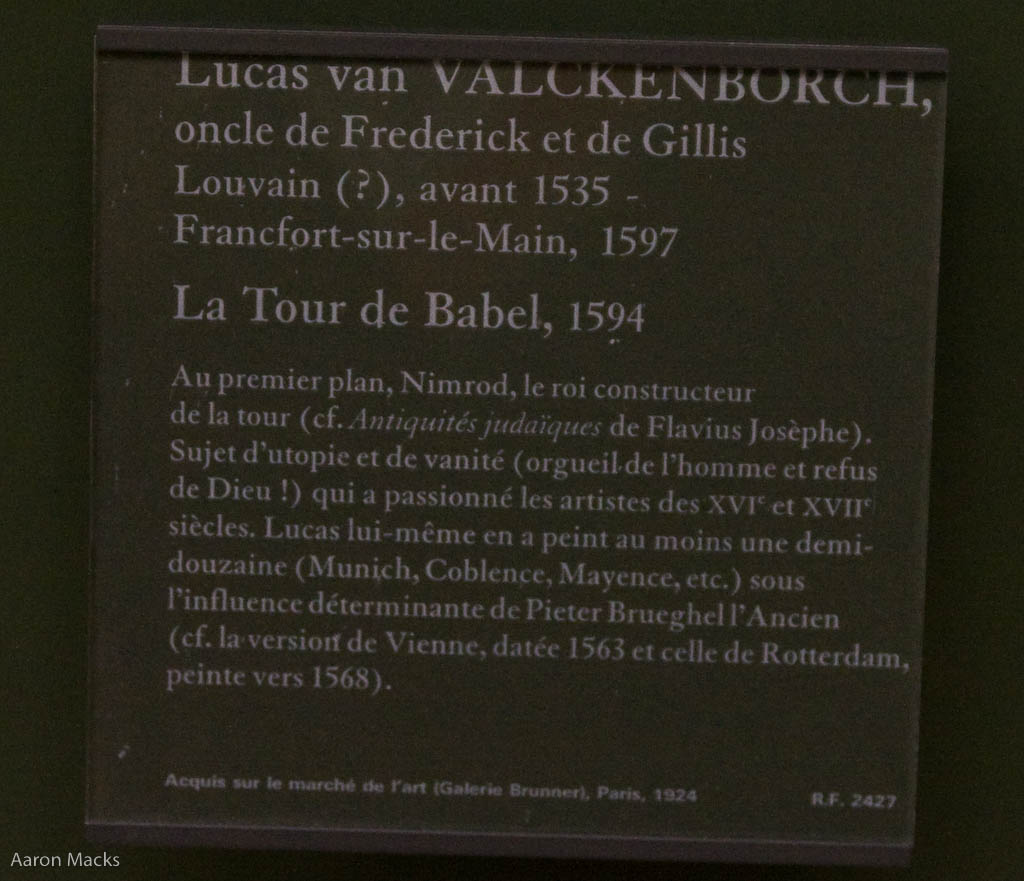 Lucas van VALCKENBORCH,
oncle de Frederick et de Gillis
Louvain (?), avant 1535 -
Francfort-sur-le-Main, 1597
La Tour de Babel, 1594
Au premier plan, Nimrod, le roi constructeur
de la tour (cf. Antiquités judaïques de Flavius Josèphe).
Sujet d'utopie et de vanité (orgueil de l'homme et refus
de Dieu !) qui a passionné les artistes des XVIe et XVIIe
siècles. Lucas lui-même en a peint au moins une demi-
douzaine (Munich, Coblence, Mayence, etc.) sous
l'influence déterminante de Pieter Brueghel l'Ancien
(cf. la version de Vienne, datée 1563 et celle de Rotterdam,
peinte vers 1568).
Acquis sur le marché de l'art (Galerie Brunner), Paris, 1924
R.F. 2427
Aaron Macks